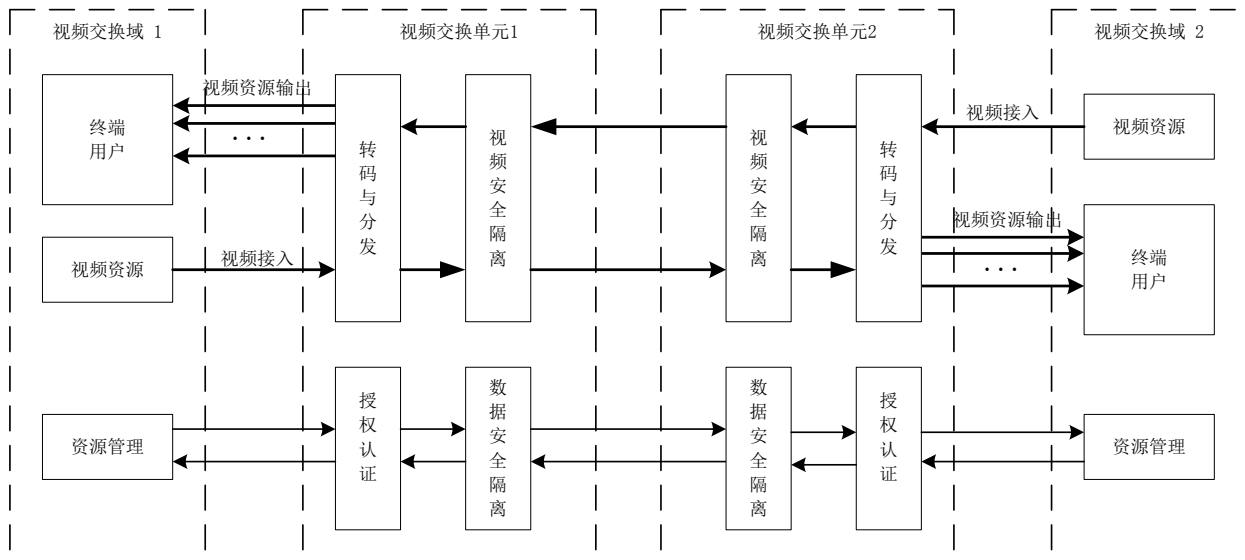 视频交换域 1
视频交换单元1
视频交换单元2
视频交换域 2
终端
用户
视频资源输出
···
转码与分发
视频安全隔离
视频安全隔离
转码与分发
视频接入
视频资源
视频资源
视频接入
视频资源输出
···
终端
用户
资源管理
授权认证
数据安全隔离
数据安全隔离
授权认证
资源管理